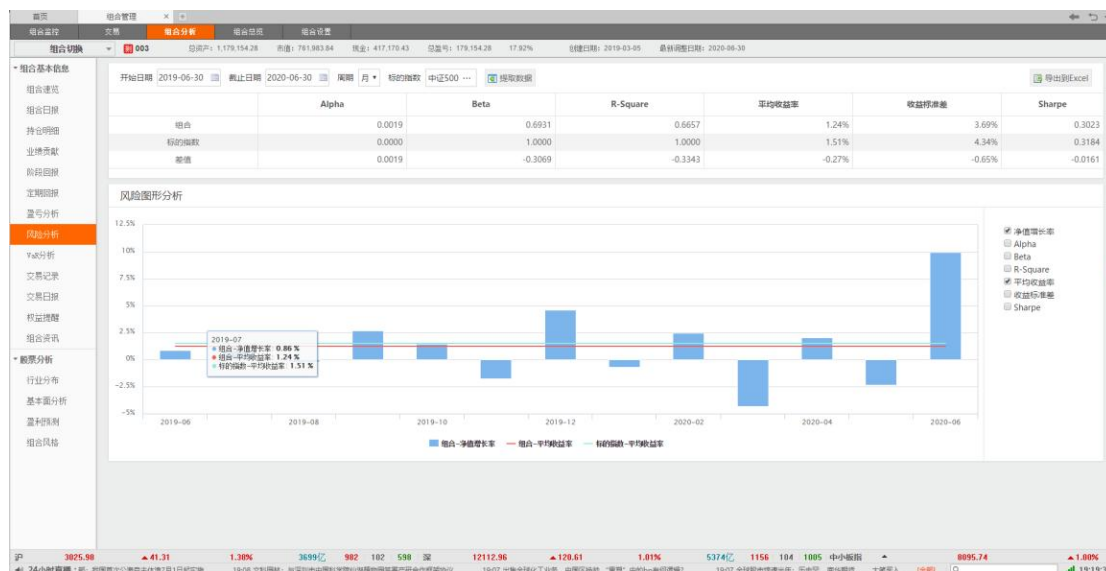 首页 组合管理 ×
组合监控 交易 组合分析 组合总览 组合设置
组合切换 003 总资产: 1,179,154.28 市值: 761,983.84 现金: 417,170.43 总盈亏: 179,154.28 17.92% 创建日期: 2019-03-05 最新调整日期: 2020-06-30
组合基本信息
组合速览
组合日报
持仓明细
业绩贡献
阶段回报
定期回报
盈亏分析
风险分析
VaR分析
交易记录
交易日报
权益提醒
组合资讯
股票分析
行业分布
基本面分析
盈利预测
组合风格
开始日期 2019-06-30 截止日期 2020-06-30 周期 月 标的指数 中证500 ··· 提取数据 导出到Excel
Alpha Beta R-Square 平均收益率 收益标准差 Sharpe
组合 0.0019 0.6931 0.6657 1.24% 3.69% 0.3023
标的指数 0.0000 1.0000 1.0000 1.51% 4.34% 0.3184
差值 0.0019 -0.3069 -0.3343 -0.27% -0.65% -0.0161
风险图形分析
12.5%
10%
7.5%
5%
2.5%
0%
-2.5%
-5%
2019-07
组合-净值增长率: 0.86 %
组合-平均收益率: 1.24 %
标的指数-平均收益率: 1.51 %
2019-06 2019-08 2019-10 2019-12 2020-02 2020-04 2020-06
组合-净值增长率 组合-平均收益率 标的指数-平均收益率
净值增长率
Alpha
Beta
R-Square
平均收益率
收益标准差
Sharpe
沪 3025.98 ▲41.31 1.38% 3699亿 982 102 598 深 12112.96 ▲120.61 1.01% 5374亿 1156 104 1005 中小板指 8095.74 ▲1.00%
24小时直播